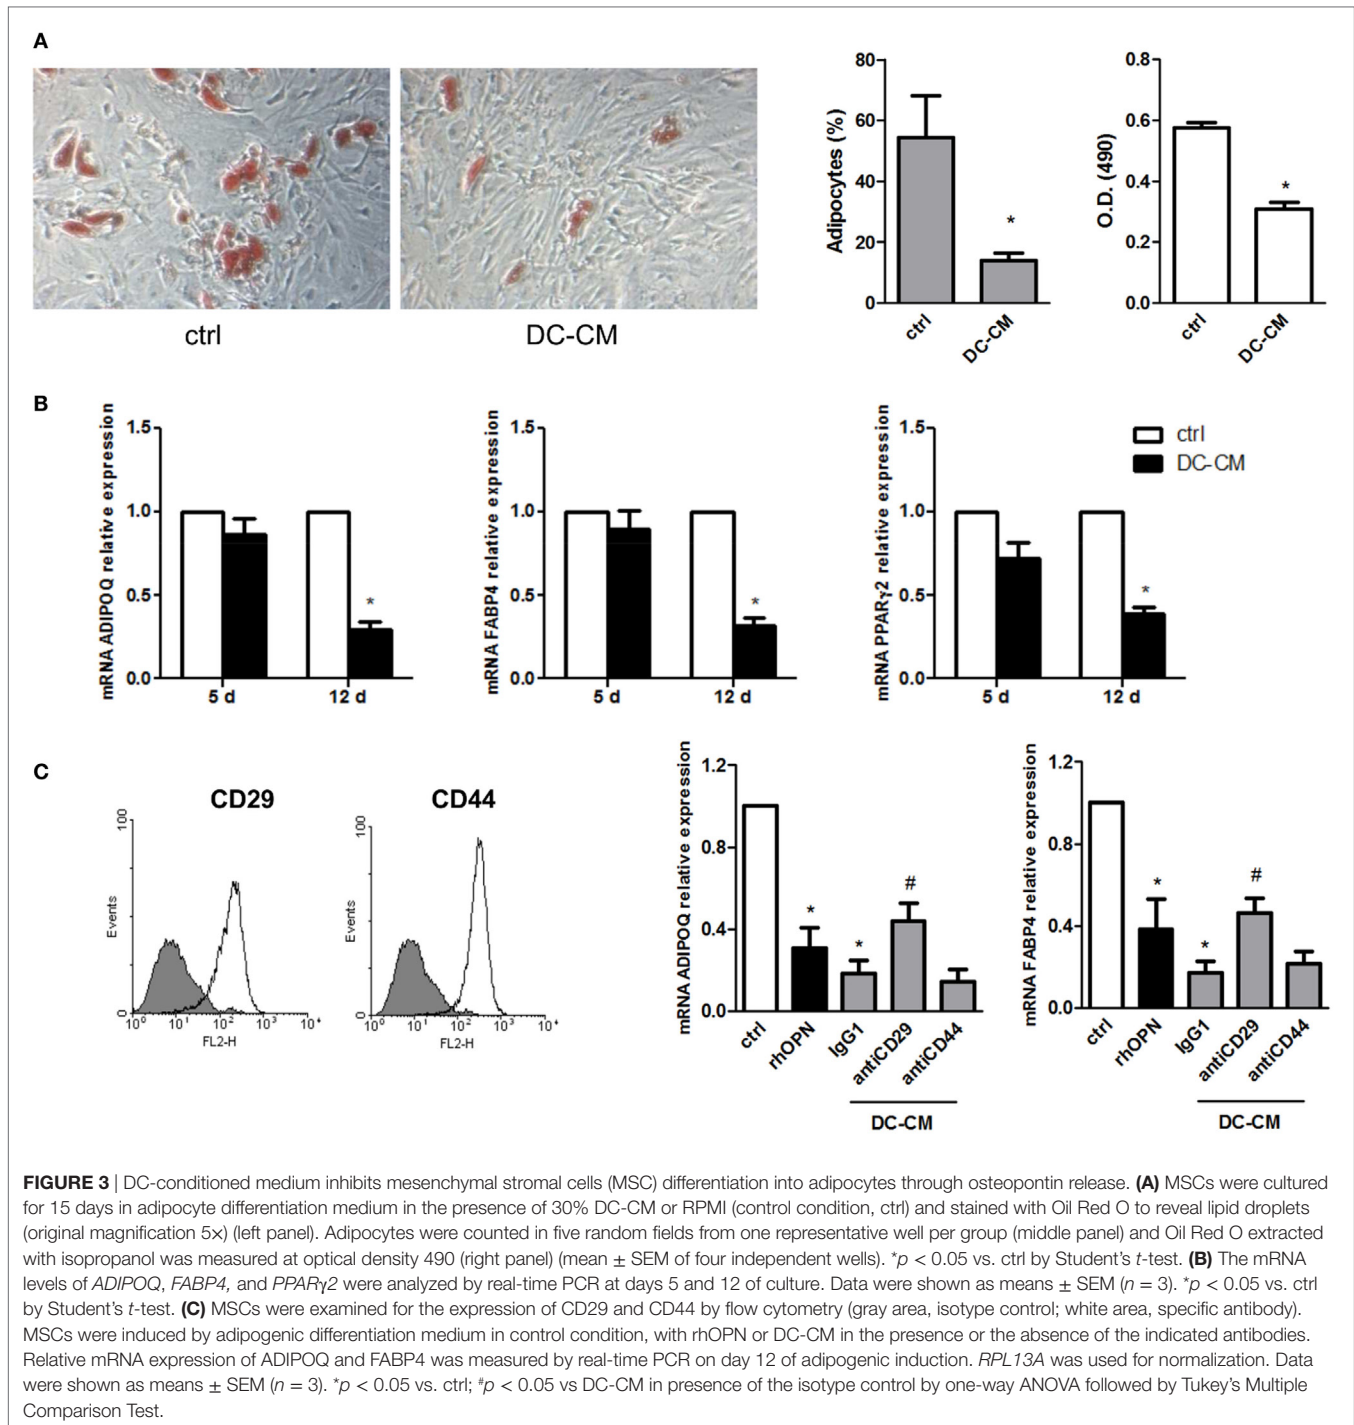 A
ctrl
DC-CM
Adipocytes (%)
80
60
40
20
0
*
ctrl
DC-CM
O.D. (490)
0.8
0.6
0.4
0.2
0.0
*
ctrl
DC-CM
B
mRNA ADIPOQ relative expression
1.5
1.0
0.5
0.0
*
5 d
12 d
mRNA FABP4 relative expression
1.5
1.0
0.5
0.0
*
5 d
12 d
mRNA PPARγ2 relative expression
1.5
1.0
0.5
0.0
*
5 d
12 d
ctrl
DC-CM
C
CD29
100
Events
0
10⁰ 10¹ 10² 10³ 10⁴
FL2-H
CD44
100
Events
0
10⁰ 10¹ 10² 10³ 10⁴
FL2-H
mRNA ADIPOQ relative expression
1.2
0.8
0.4
0.0
* * #
ctrl
rhOPN
IgG1
antiCD29
antiCD44
DC-CM
mRNA FABP4 relative expression
1.2
0.8
0.4
0.0
* * #
ctrl
rhOPN
IgG1
antiCD29
antiCD44
DC-CM
FIGURE 3 | DC-conditioned medium inhibits mesenchymal stromal cells (MSC) differentiation into adipocytes through osteopontin release. (A) MSCs were cultured
for 15 days in adipocyte differentiation medium in the presence of 30% DC-CM or RPMI (control condition, ctrl) and stained with Oil Red O to reveal lipid droplets
(original magnification 5×) (left panel). Adipocytes were counted in five random fields from one representative well per group (middle panel) and Oil Red O extracted
with isopropanol was measured at optical density 490 (right panel) (mean ± SEM of four independent wells). *p < 0.05 vs. ctrl by Student's t-test. (B) The mRNA
levels of ADIPOQ, FABP4, and PPARγ2 were analyzed by real-time PCR at days 5 and 12 of culture. Data were shown as means ± SEM (n = 3). *p < 0.05 vs. ctrl
by Student's t-test. (C) MSCs were examined for the expression of CD29 and CD44 by flow cytometry (gray area, isotype control; white area, specific antibody).
MSCs were induced by adipogenic differentiation medium in control condition, with rhOPN or DC-CM in the presence or the absence of the indicated antibodies.
Relative mRNA expression of ADIPOQ and FABP4 was measured by real-time PCR on day 12 of adipogenic induction. RPL13A was used for normalization. Data
were shown as means ± SEM (n = 3). *p < 0.05 vs. ctrl; #p < 0.05 vs DC-CM in presence of the isotype control by one-way ANOVA followed by Tukey's Multiple
Comparison Test.